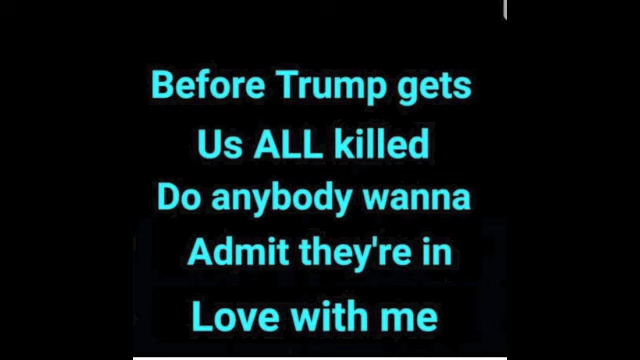 Before Trump gets
Us ALL killed
Do anybody wanna
Admit they're in
Love with me